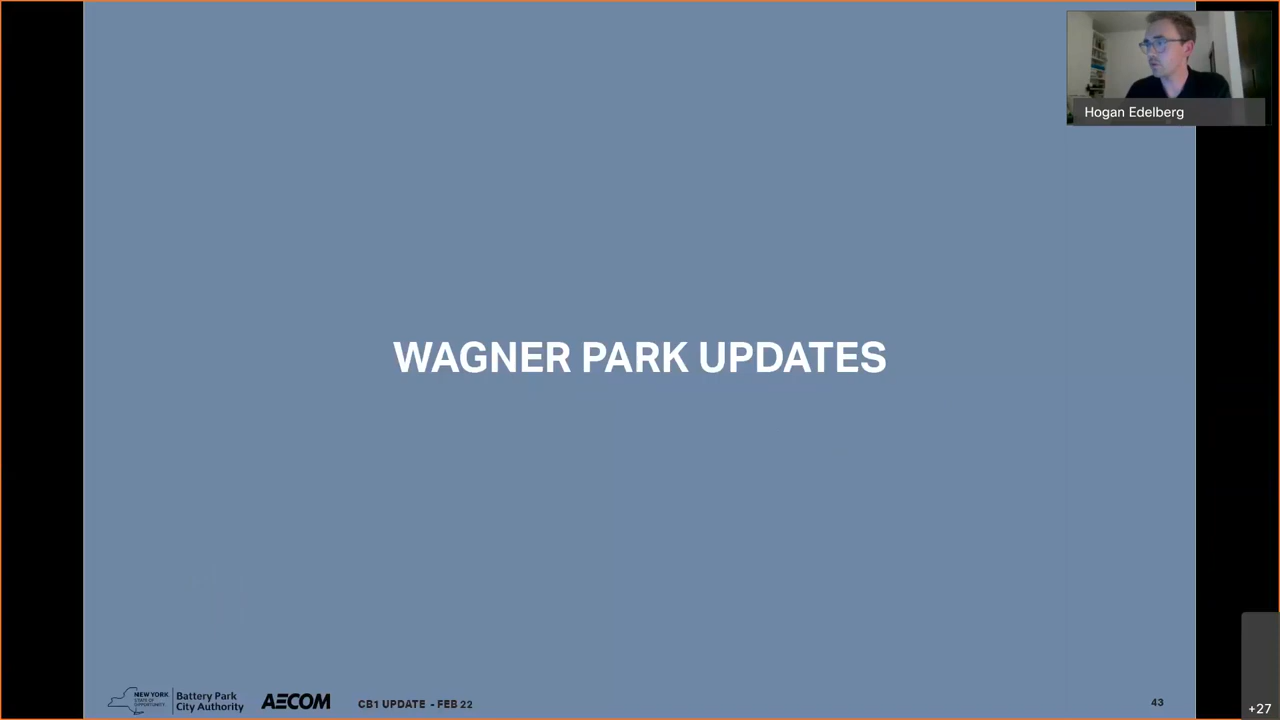 Hogan Edelberg
WAGNER PARK UPDATES
NEW YORK
STATE OF
OPPORTUNITY
Battery Park
City Authority
AECOM
CB1 UPDATE - FEB 22
43
+27